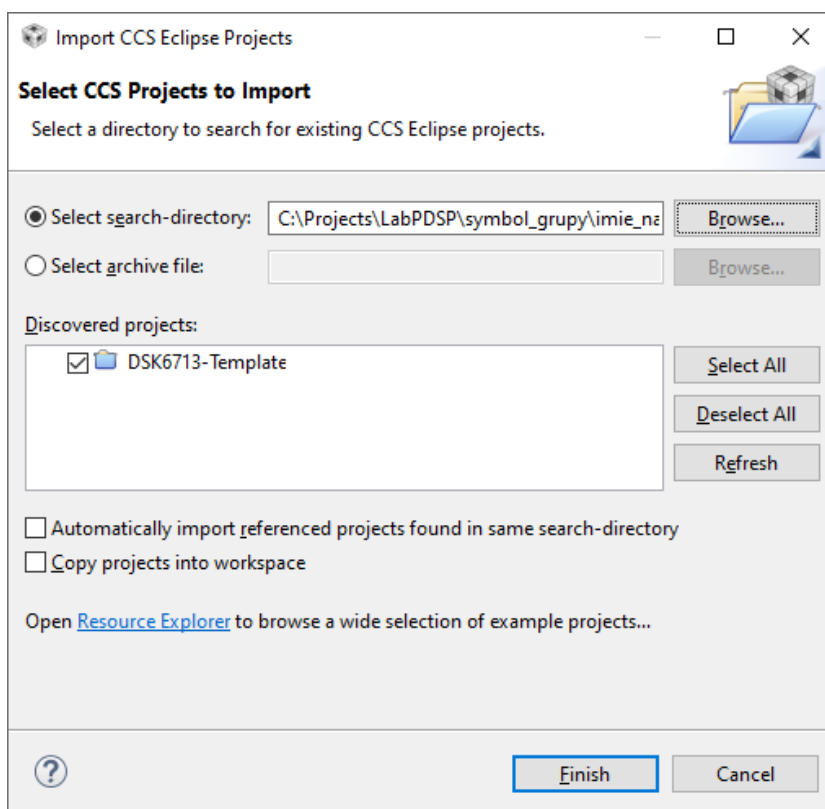 Import CCS Eclipse Projects
Select CCS Projects to Import
Select a directory to search for existing CCS Eclipse projects.
Select search-directory: C:\Projects\LabPDSP\symbol_grupy\imie_na Browse...
Select archive file: Browse...
Discovered projects:
DSK6713-Template
Select All
Deselect All
Refresh
Automatically import referenced projects found in same search-directory
Copy projects into workspace
Open Resource Explorer to browse a wide selection of example projects...
? Finish Cancel